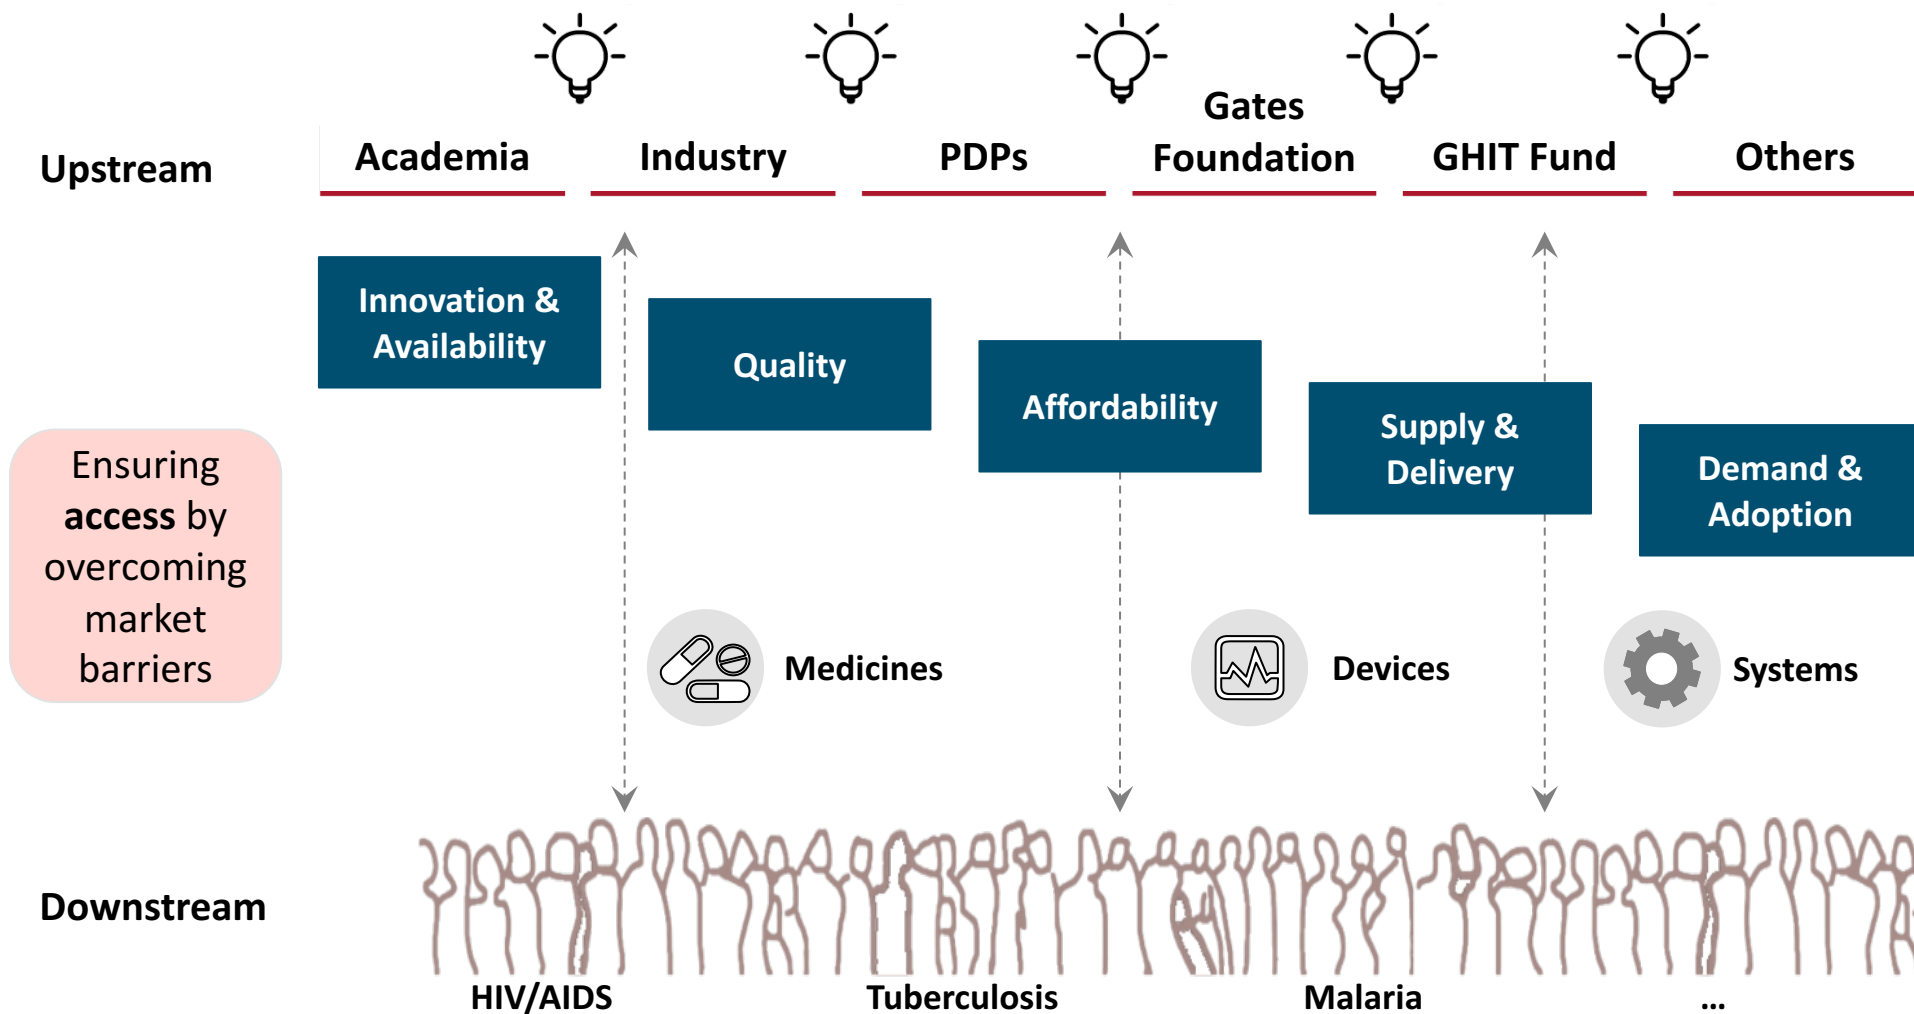 Upstream
Academia
Industry
PDPs
Gates
Foundation
GHIT Fund
Others
Innovation &
Availability
Quality
Affordability
Supply &
Delivery
Demand &
Adoption
Ensuring
access by
overcoming
market
barriers
Medicines
Devices
Systems
Downstream
HIV/AIDS
Tuberculosis
Malaria
...